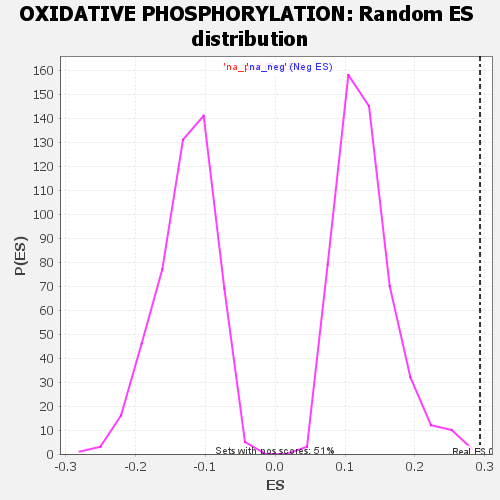 OXIDATIVE PHOSPHORYLATION: Random ES
distribution
'na_neg' (Neg ES)
160
150
140
130
120
110
100
90
80
70
60
50
40
30
20
10
0
P(ES)
Sets with pos scores: 51%
Real ES 0
-0.3 -0.2 -0.1 0.0 0.1 0.2 0.3
ES